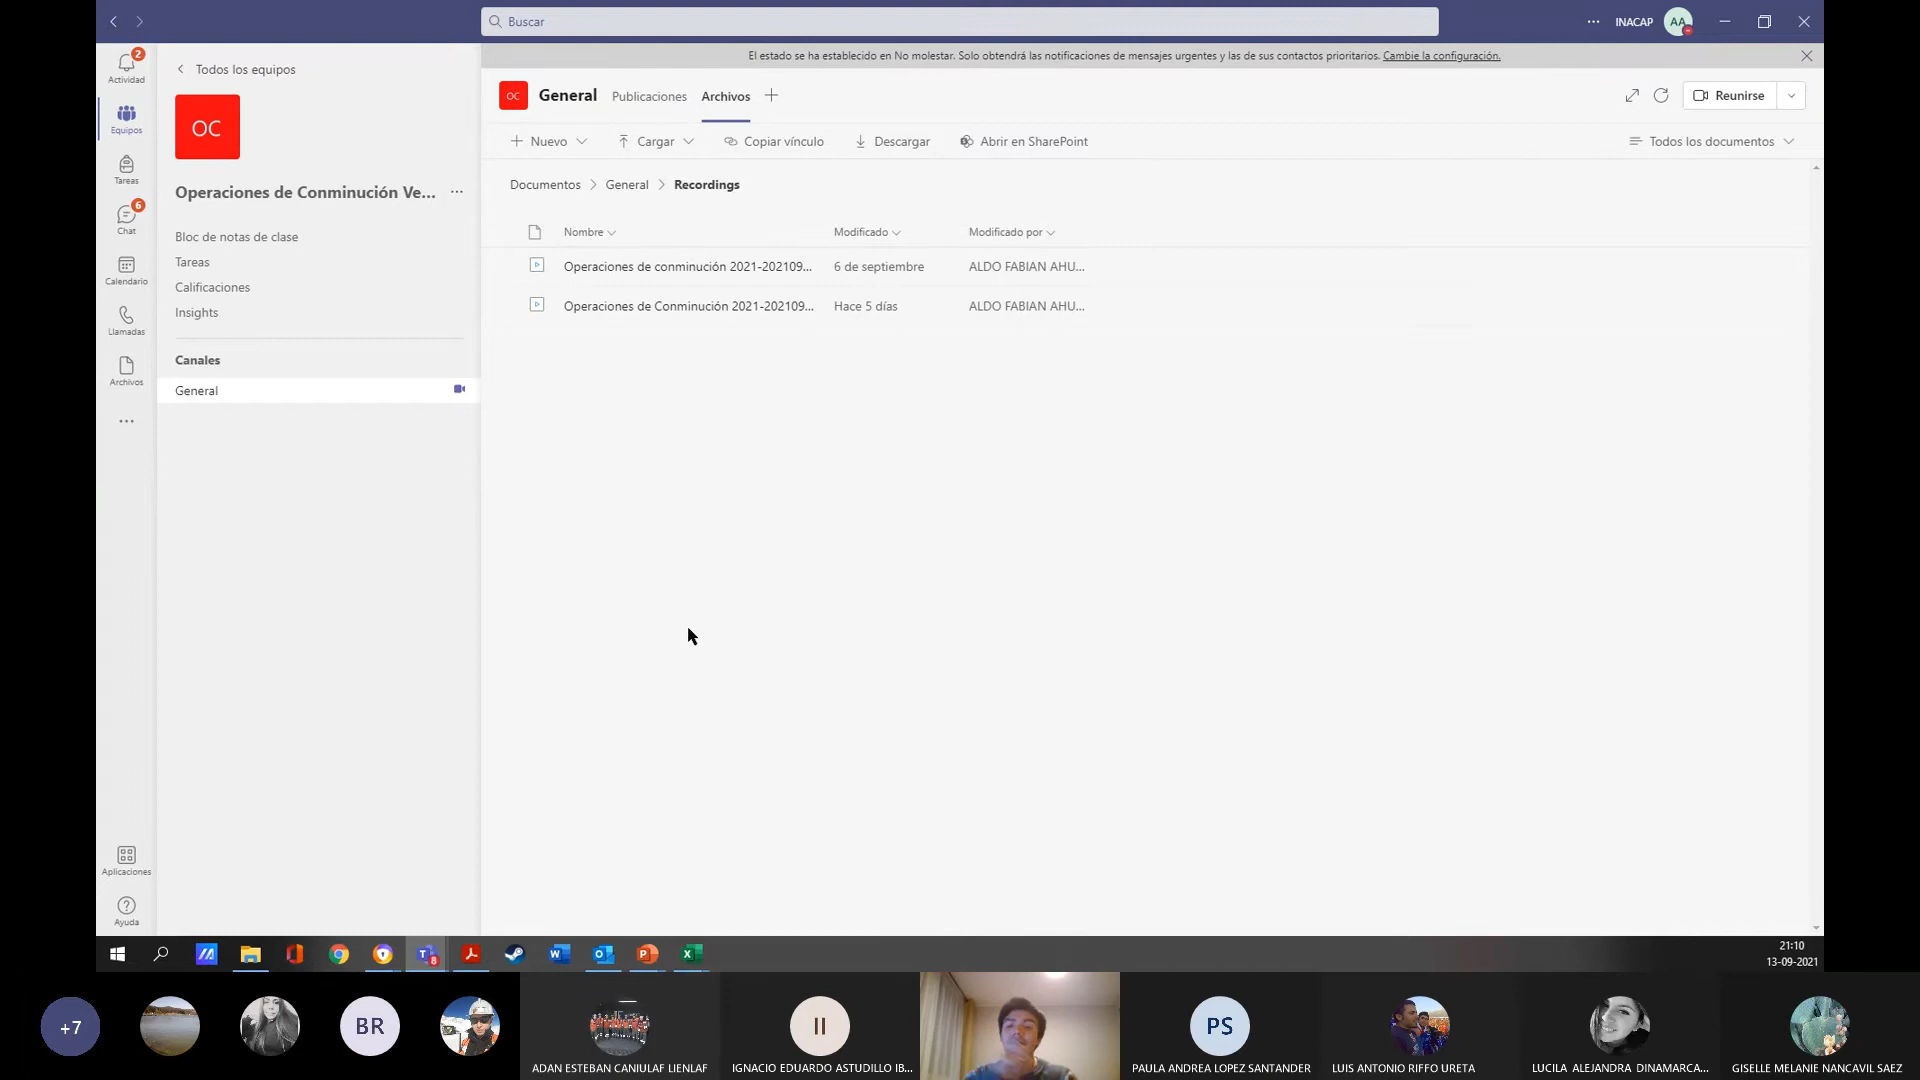 Buscar
INACAP
AA
El estado se ha establecido en No molestar. Solo obtendrá las notificaciones de mensajes urgentes y las de sus contactos prioritarios. Cambie la configuración.
2
Actividad
Equipos
Tareas
6
Chat
Calendario
Llamadas
Archivos
Aplicaciones
Ayuda
Todos los equipos
OC
Operaciones de Conminución Ve...
Bloc de notas de clase
Tareas
Calificaciones
Insights
Canales
General
OC
General
Publicaciones
Archivos
Reunirse
Nuevo
Cargar
Copiar vínculo
Descargar
Abrir en SharePoint
Todos los documentos
Documentos > General > Recordings
Nombre Modificado Modificado por
Operaciones de conminución 2021-202109... 6 de septiembre ALDO FABIAN AHU...
Operaciones de Conminución 2021-202109... Hace 5 días ALDO FABIAN AHU...
8
21:10
13-09-2021
+7
BR
ADAN ESTEBAN CANIULAF LIENLAF
II
IGNACIO EDUARDO ASTUDILLO IB...
PS
PAULA ANDREA LOPEZ SANTANDER
LUIS ANTONIO RIFFO URETA
LUCILA ALEJANDRA DINAMARCA...
GISELLE MELANIE NANCAVIL SAEZ